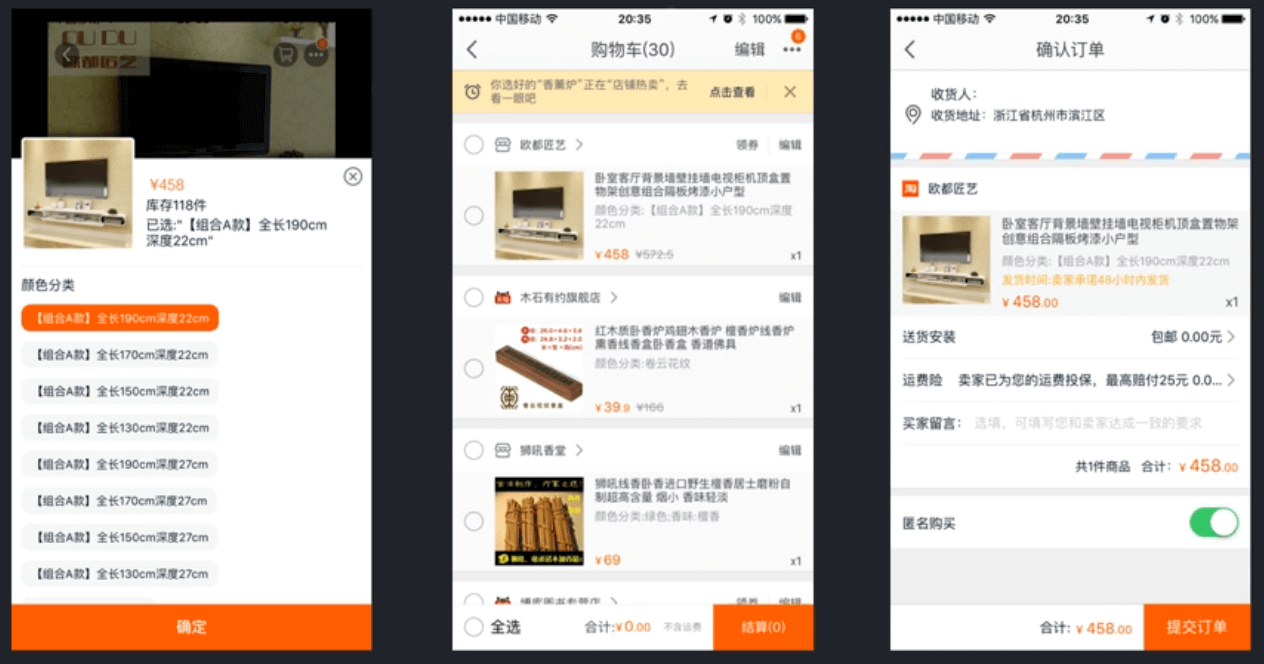 OU DU
欧都匠艺
6
¥458
库存118件
已选:"【组合A款】全长190cm
深度22cm"
颜色分类
【组合A款】全长190cm深度22cm
【组合A款】全长170cm深度22cm
【组合A款】全长150cm深度22cm
【组合A款】全长130cm深度22cm
【组合A款】全长190cm深度27cm
【组合A款】全长170cm深度27cm
【组合A款】全长150cm深度27cm
【组合A款】全长130cm深度27cm
确定
中国移动 20:35 100%
购物车(30) 编辑 6
你选好的“香薰炉”正在“店铺热卖”，去
看一眼吧
点击查看
欧都匠艺 领券 编辑
卧室客厅背景墙壁挂墙电视柜机顶盒置
物架创意组合隔板烤漆小户型
颜色分类:【组合A款】全长190cm深度
22cm
¥458 ¥572.5 x1
木石有约旗舰店 编辑
红木质卧香炉鸡翅木香炉 檀香炉线香炉
熏香线香盒卧香盒 香道佛具
颜色分类:卷云花纹
¥39.9 ¥166 x1
狮吼香堂 编辑
狮吼线香卧香进口野生檀香居士磨粉自
制超高含量 烟小 香味轻淡
颜色分类:绿色;香味:檀香
¥69 x1
领券 编辑
全选 合计:¥0.00 不含运费 结算(0)
中国移动 20:35 100%
确认订单
收货人：
收货地址：浙江省杭州市滨江区
淘 欧都匠艺
卧室客厅背景墙壁挂墙电视柜机顶盒置物架
创意组合隔板烤漆小户型
颜色分类:【组合A款】全长190cm深度22cm
发货时间:卖家承诺48小时内发货
¥458.00 x1
送货安装 包邮 0.00元
运费险 卖家已为您的运费投保，最高赔付25元 0.0...
买家留言： 选填，可填写您和卖家达成一致的要求
共1件商品 合计：¥458.00
匿名购买
合计：¥458.00 提交订单